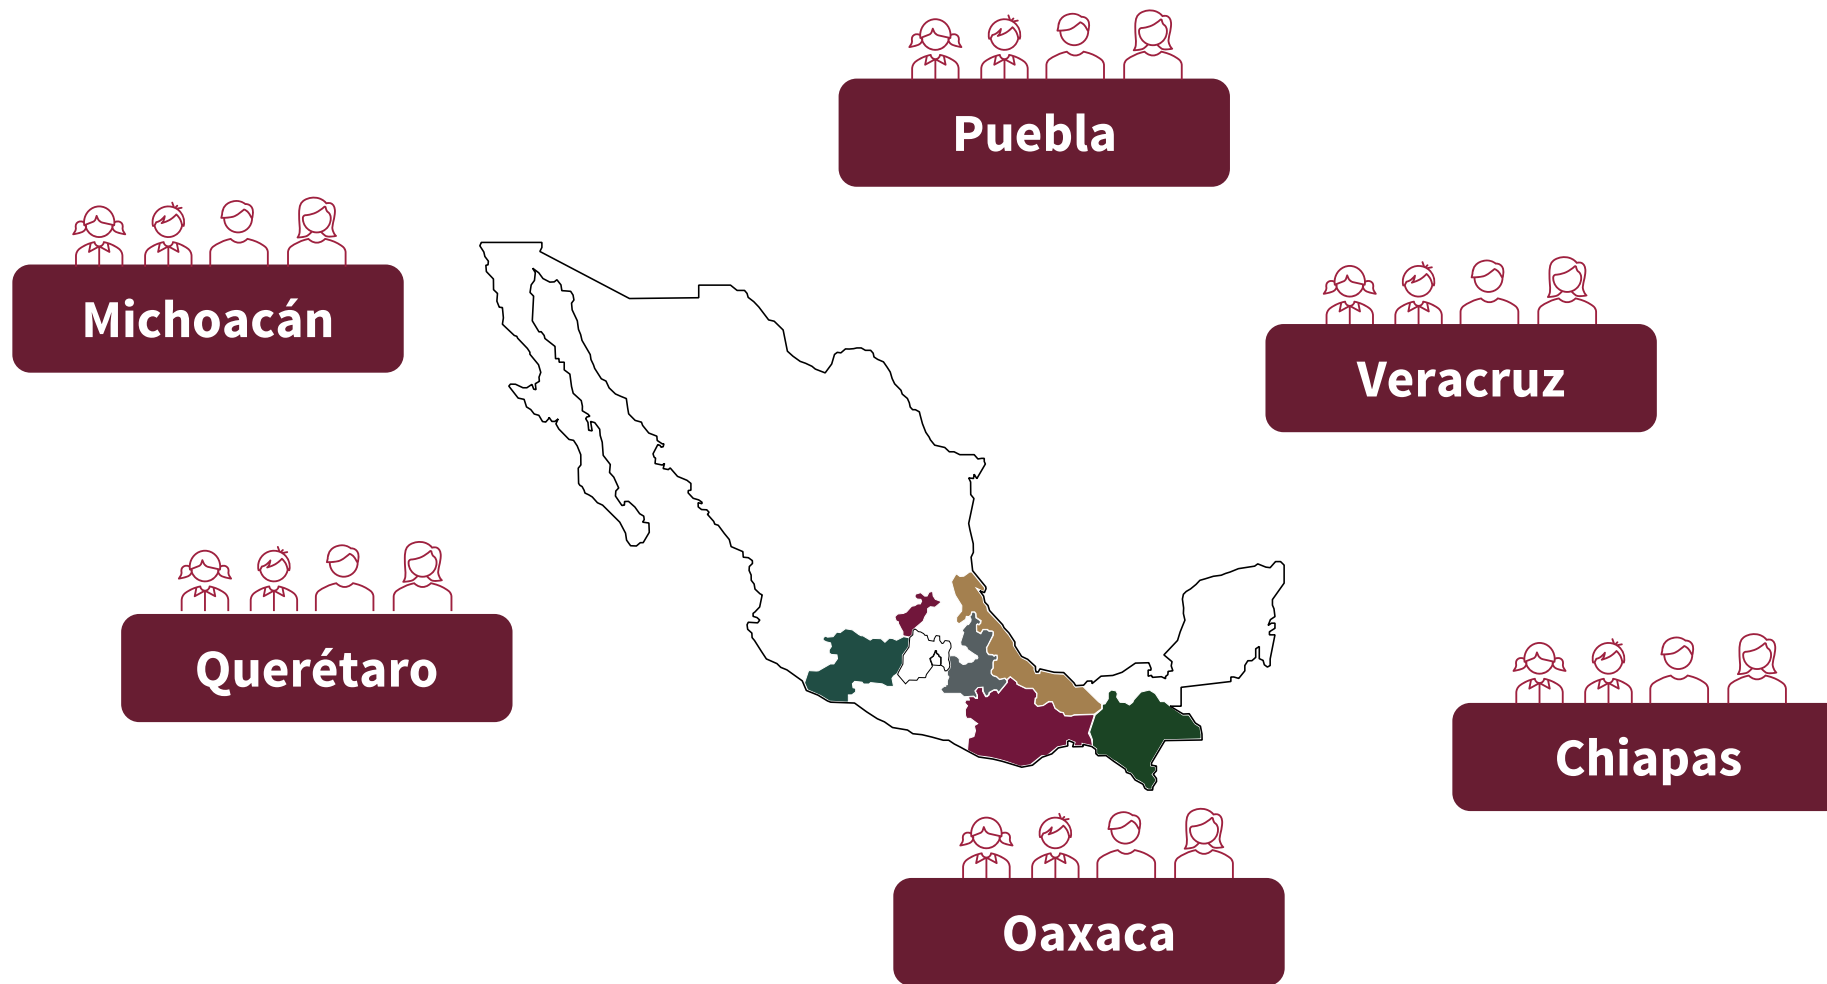 Puebla
Michoacán
Veracruz
Querétaro
Chiapas
Oaxaca